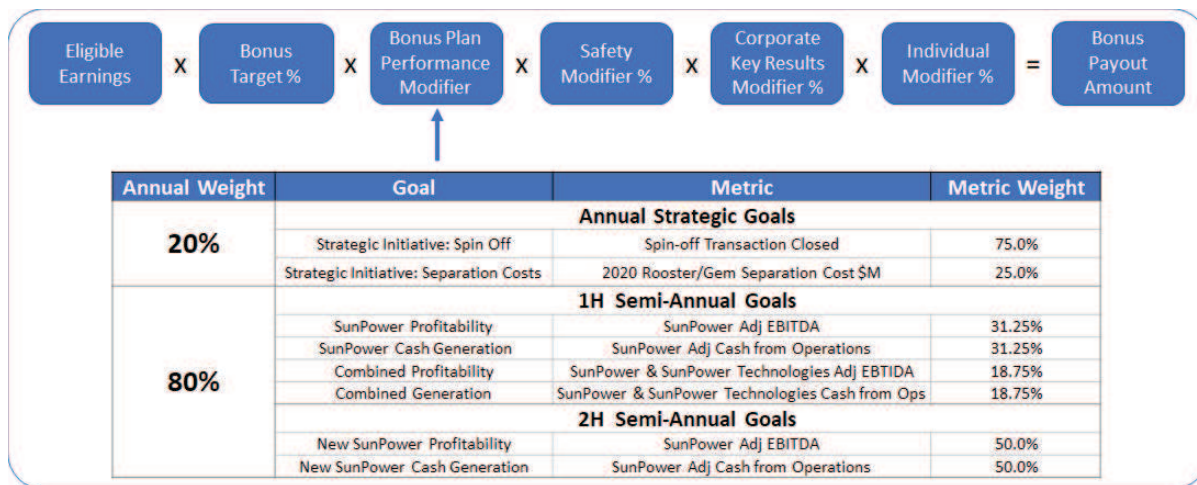 Eligible
Earnings
X
Bonus
Target %
X
Bonus Plan
Performance
Modifier
X
Safety
Modifier %
X
Corporate
Key Results
Modifier %
X
Individual
Modifier %
=
Bonus
Payout
Amount
Annual Weight Goal Metric Metric Weight
20%
Annual Strategic Goals
Strategic Initiative: Spin Off Spin-off Transaction Closed 75.0%
Strategic Initiative: Separation Costs 2020 Rooster/Gem Separation Cost $M 25.0%
80%
1H Semi-Annual Goals
SunPower Profitability SunPower Adj EBITDA 31.25%
SunPower Cash Generation SunPower Adj Cash from Operations 31.25%
Combined Profitability SunPower & SunPower Technologies Adj EBTIDA 18.75%
Combined Generation SunPower & SunPower Technologies Cash from Ops 18.75%
2H Semi-Annual Goals
New SunPower Profitability SunPower Adj EBITDA 50.0%
New SunPower Cash Generation SunPower Adj Cash from Operations 50.0%